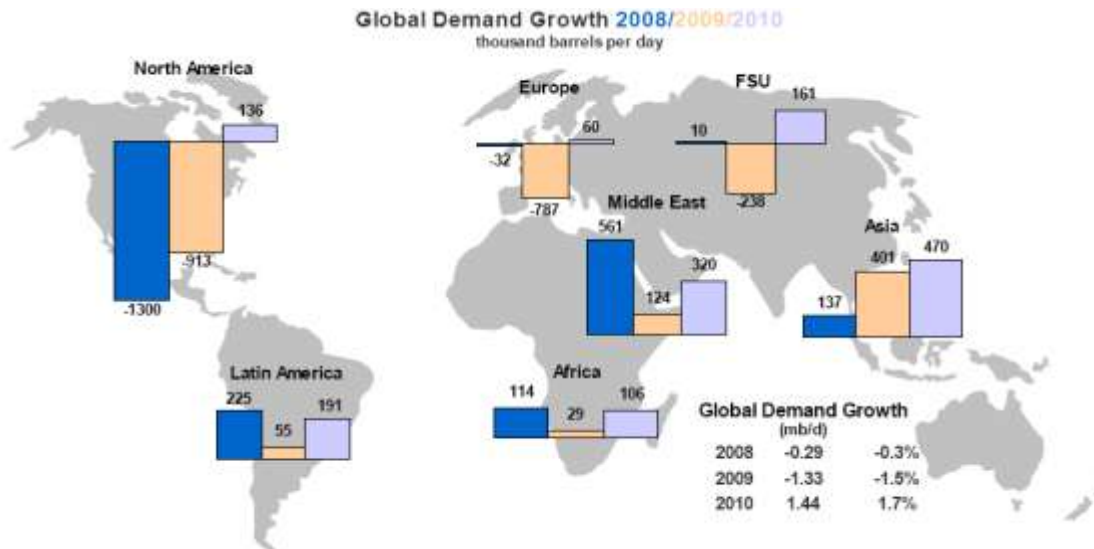 Global Demand Growth 2008/2009/2010
thousand barrels per day
North America
136
-913
-1300
Europe
60
-32
-787
FSU
161
10
-238
Middle East
561
320
124
Asia
470
401
137
Latin America
225
191
55
Africa
114
106
29
Global Demand Growth
(mb/d)
2008 -0.29 -0.3%
2009 -1.33 -1.5%
2010 1.44 1.7%